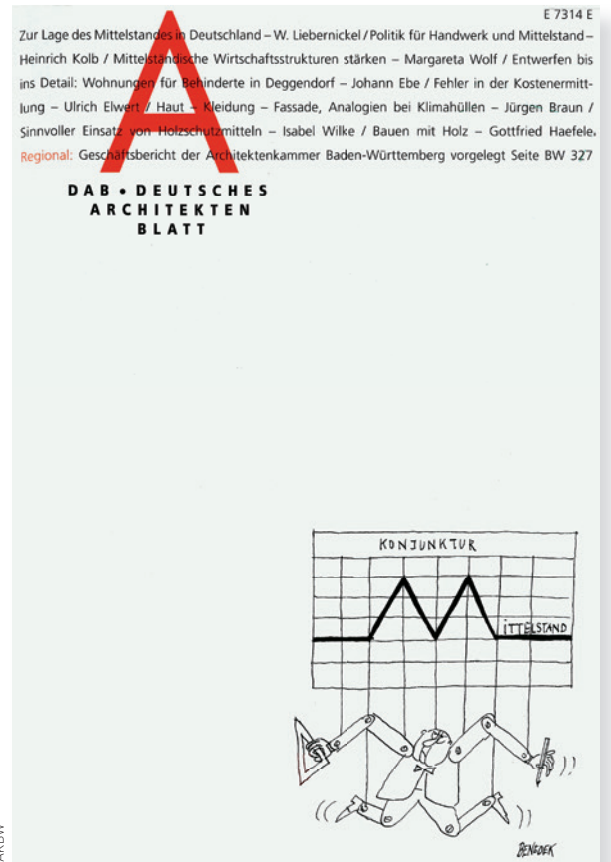 E 7314 E
Zur Lage des Mittelstandes in Deutschland – W. Liebernickel / Politik für Handwerk und Mittelstand –
Heinrich Kolb / Mittelständische Wirtschaftsstrukturen stärken – Margareta Wolf / Entwerfen bis
ins Detail: Wohnungen für Behinderte in Deggendorf – Johann Ebe / Fehler in der Kostenermitt-
lung – Ulrich Elwert / Haut – Kleidung – Fassade, Analogien bei Klimahüllen – Jürgen Braun /
Sinnvoller Einsatz von Holzschutzmitteln – Isabel Wilke / Bauen mit Holz – Gottfried Haefele.
Regional: Geschäftsbericht der Architektenkammer Baden-Württemberg vorgelegt Seite BW 327
A
DAB • DEUTSCHES
ARCHITEKTEN
BLATT
KONJUNKTUR
MITTELSTAND
BENEDEK
AKBW